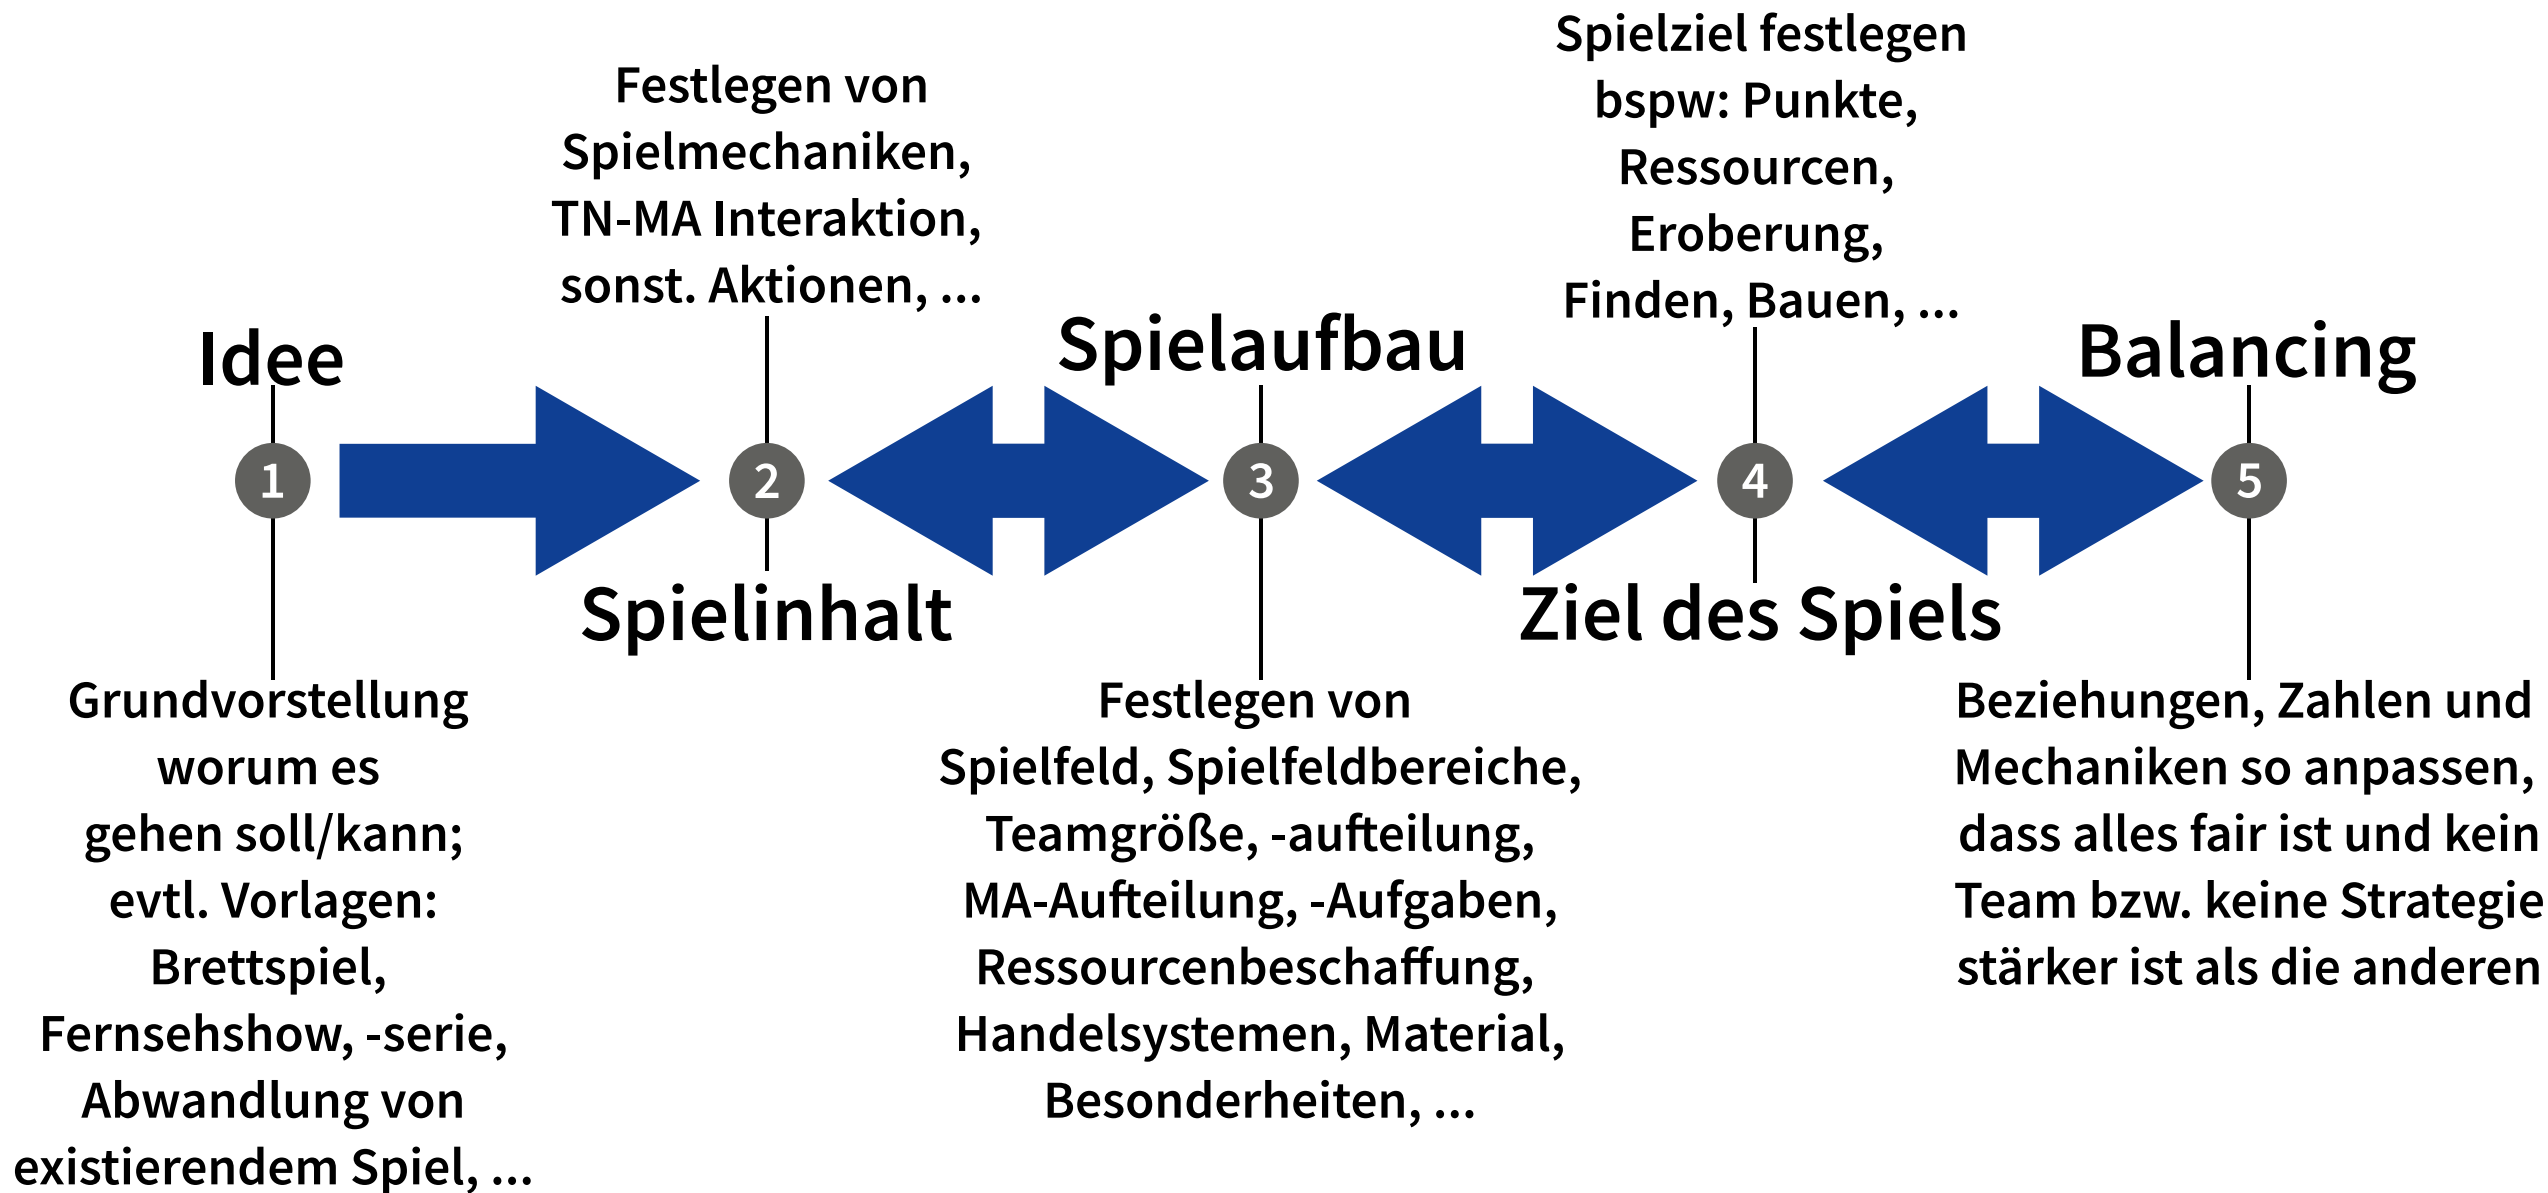 Idee
1
Grundvorstellung
worum es
gehen soll/kann;
evtl. Vorlagen:
Brettspiel,
Fernsehshow, -serie,
Abwandlung von
existierendem Spiel, ...
Festlegen von
Spielmechaniken,
TN-MA Interaktion,
sonst. Aktionen, ...
2
Spielinhalt
Spielaufbau
3
Festlegen von
Spielfeld, Spielfeldbereiche,
Teamgröße, -aufteilung,
MA-Aufteilung, -Aufgaben,
Ressourcenbeschaffung,
Handelsystemen, Material,
Besonderheiten, ...
Spielziel festlegen
bspw: Punkte,
Ressourcen,
Eroberung,
Finden, Bauen, ...
4
Ziel des Spiels
Balancing
5
Beziehungen, Zahlen und
Mechaniken so anpassen,
dass alles fair ist und kein
Team bzw. keine Strategie
stärker ist als die anderen